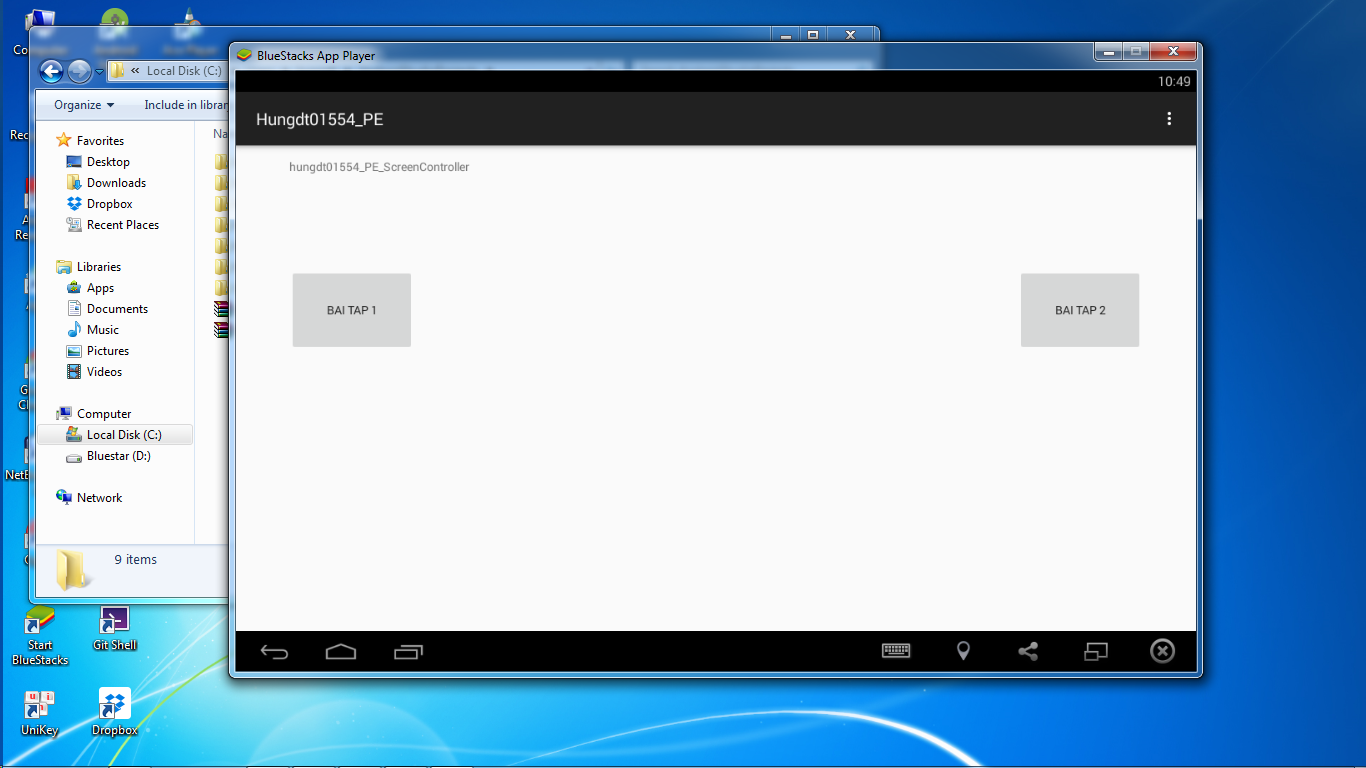 BlueStacks App Player
10:49
Hungdt01554_PE
hungdt01554_PE_ScreenController
BAI TAP 1
BAI TAP 2
« Local Disk (C:)
Organize
Include in librar
Favorites
Desktop
Downloads
Dropbox
Recent Places
Libraries
Apps
Documents
Music
Pictures
Videos
Computer
Local Disk (C:)
Bluestar (D:)
Network
9 items
Start
BlueStacks
Git Shell
UniKey
Dropbox